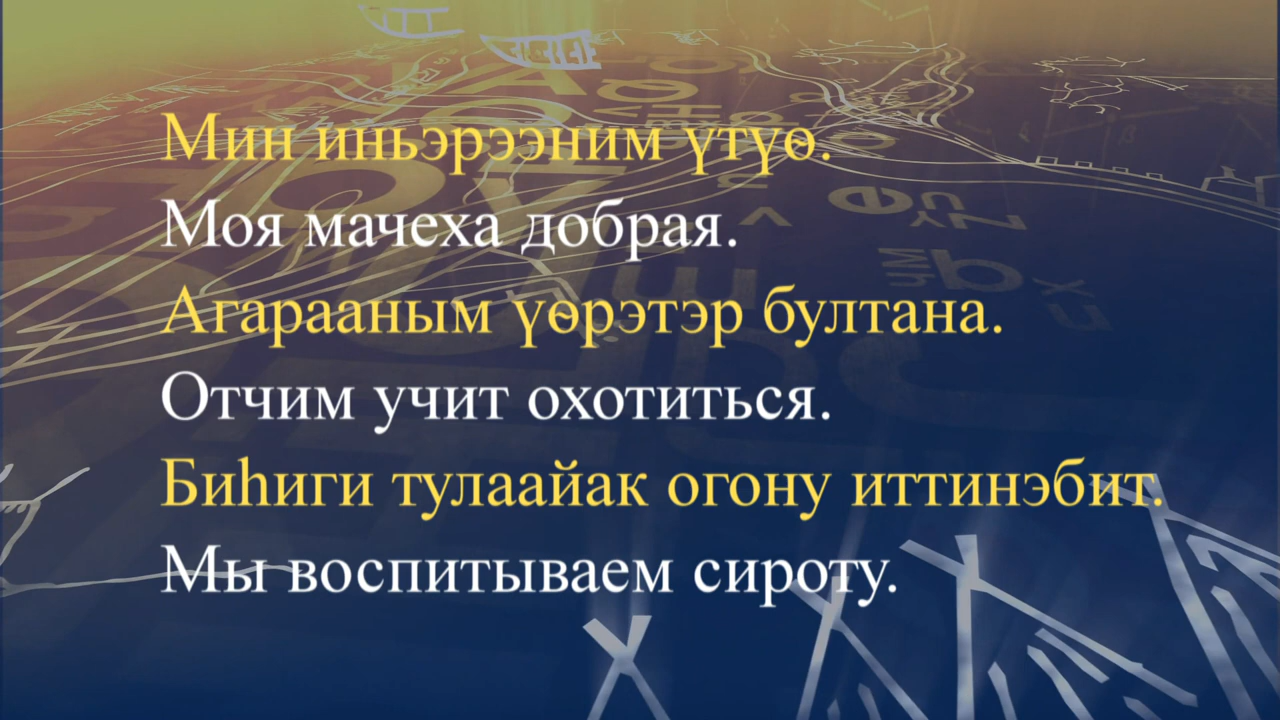 Мин иньэрээним үтүө.
Моя мачеха добрая.
Агарааным үөрэтэр бултана.
Отчим учит охотиться.
Биһиги тулаайак огону иттинэбит.
Мы воспитываем сироту.